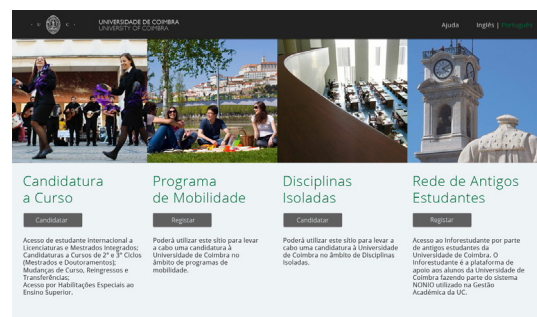 · U C ·
UNIVERSIDADE DE COIMBRA
UNIVERSITY OF COIMBRA
Ajuda
Inglês | Português
Candidatura
a Curso
Candidatar
Acesso de estudante internacional a
Licenciaturas e Mestrados Integrados;
Candidaturas a Cursos de 2º e 3º Ciclos
(Mestrados e Doutoramentos);
Mudanças de Curso, Reingressos e
Transferências;
Acesso por Habilitações Especiais ao
Ensino Superior.
Programa
de Mobilidade
Registar
Poderá utilizar este sítio para levar
a cabo uma candidatura à
Universidade de Coimbra no
âmbito de programas de
mobilidade.
Disciplinas
Isoladas
Candidatar
Poderá utilizar este sitio para levar a
cabo uma candidatura à Universidade
de Coimbra no âmbito de Disciplinas
Isoladas.
Rede de Antigos
Estudantes
Registar
Acesso ao Inforestudante por parte
de antigos estudantes da
Universidade de Coimbra. O
Inforestudante é a plataforma de
apoio aos alunos da Universidade de
Coimbra fazendo parte do sistema
NONIO utilizado na Gestão
Académica da UC.